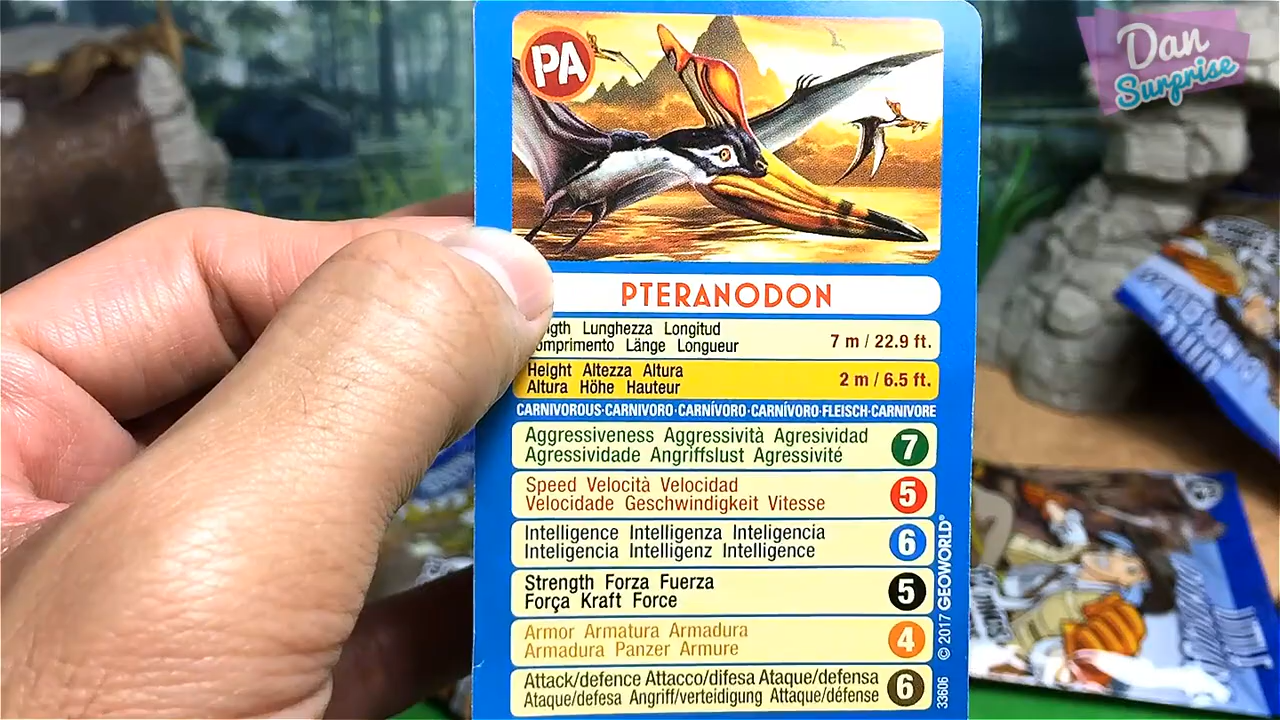 Dan
Surprise
PA
PTERANODON
Lunghezza Longitud
Länge Longueur
7 m / 22.9 ft.
Height Altezza Altura
Altura Höhe Hauteur
2 m / 6.5 ft.
CARNIVOROUS·CARNIVORO·CARNÍVORO·CARNÍVORO·FLEISCH·CARNIVORE
Aggressiveness Aggressività Agresividad
Agressividade Angriffslust Agressivité
7
Speed Velocità Velocidad
Velocidade Geschwindigkeit Vitesse
5
Intelligence Intelligenza Inteligencia
Inteligencia Intelligenz Intelligence
6
Strength Forza Fuerza
Força Kraft Force
5
Armor Armatura Armadura
Armadura Panzer Armure
4
Attack/defence Attacco/difesa Ataque/defensa
Ataque/defesa Angriff/verteidigung Attaque/défense
6
33606 © 2017 GEOWORLD®